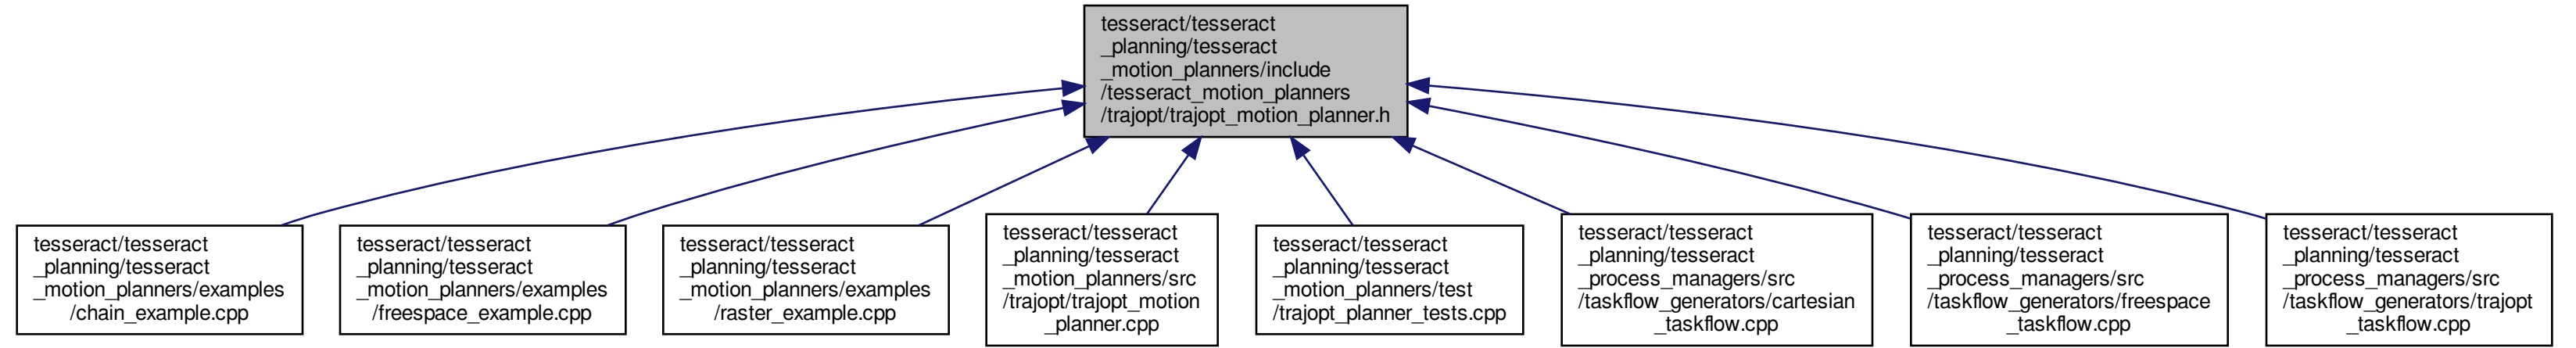 tesseract/tesseract
_planning/tesseract
_motion_planners/include
/tesseract_motion_planners
/trajopt/trajopt_motion_planner.h
tesseract/tesseract
_planning/tesseract
_motion_planners/examples
/chain_example.cpp
tesseract/tesseract
_planning/tesseract
_motion_planners/examples
/freespace_example.cpp
tesseract/tesseract
_planning/tesseract
_motion_planners/examples
/raster_example.cpp
tesseract/tesseract
_planning/tesseract
_motion_planners/src
/trajopt/trajopt_motion
_planner.cpp
tesseract/tesseract
_planning/tesseract
_motion_planners/test
/trajopt_planner_tests.cpp
tesseract/tesseract
_planning/tesseract
_process_managers/src
/taskflow_generators/cartesian
_taskflow.cpp
tesseract/tesseract
_planning/tesseract
_process_managers/src
/taskflow_generators/freespace
_taskflow.cpp
tesseract/tesseract
_planning/tesseract
_process_managers/src
/taskflow_generators/trajopt
_taskflow.cpp